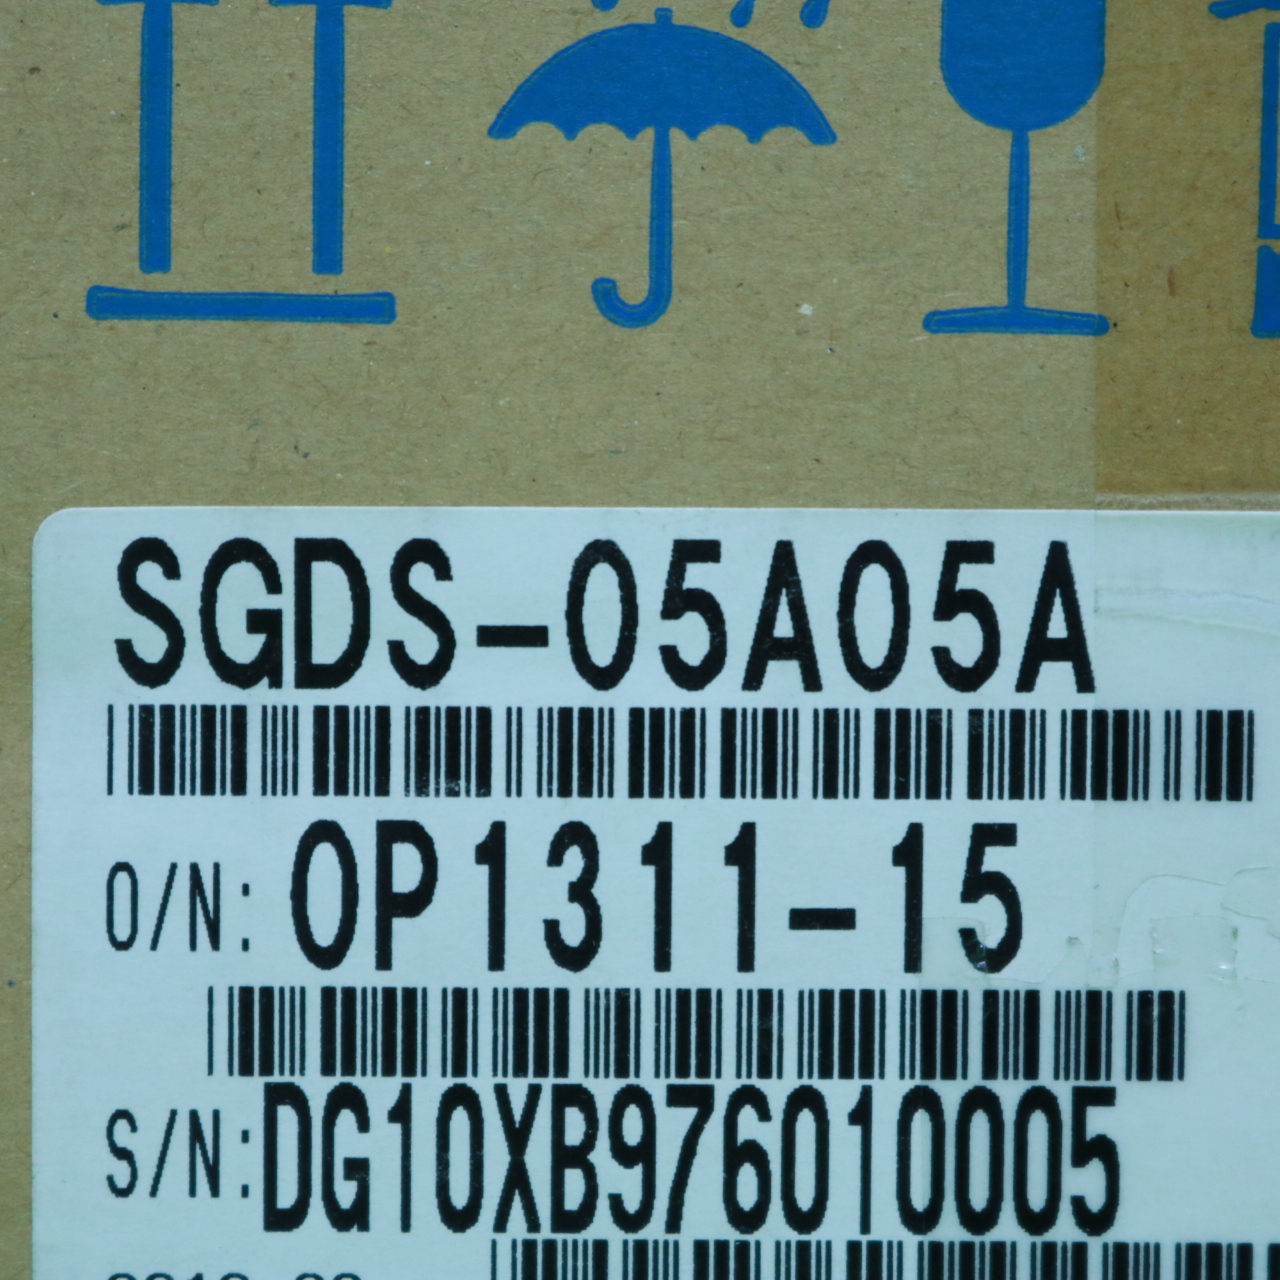 SGDS-05A05A
O/N: OP1311-15
S/N: DG10XB976010005